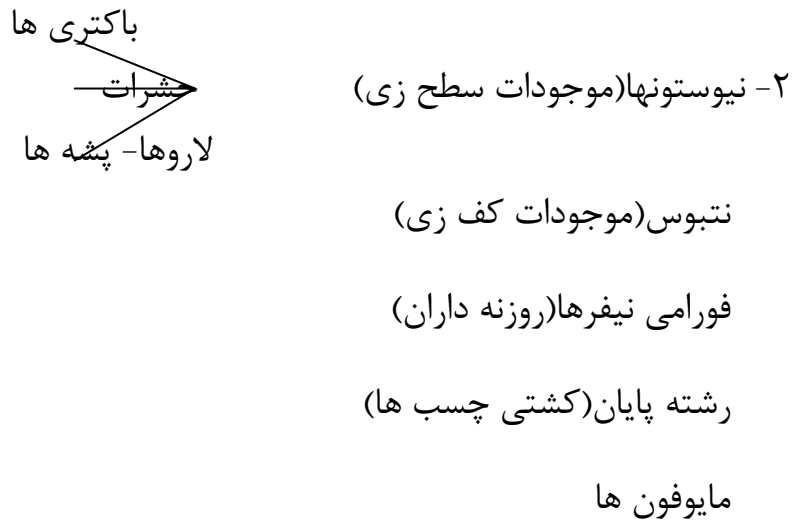 باکتری ها
۲- نیوستونها(موجودات سطح زی) حشرات
لاروها- پشه ها
نتبوس(موجودات کف زی)
فورامی نیفرها(روزنه داران)
رشته پایان(کشتی چسب ها)
مایوفون ها